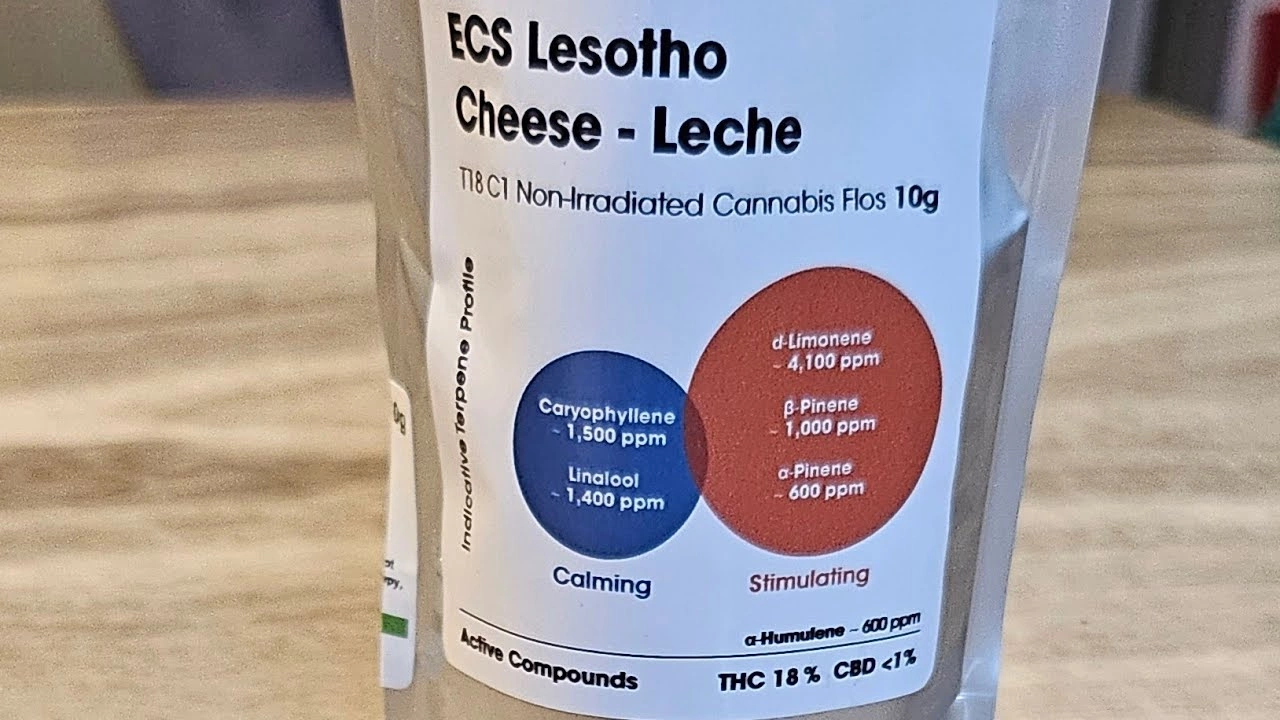 ECS Lesotho
Cheese - Leche
T18 C1 Non-Irradiated Cannabis Flos 10g
Indicative Terpene Profile
Caryophyllene
~ 1,500 ppm
Linalool
~ 1,400 ppm
Calming
d-Limonene
~ 4,100 ppm
β-Pinene
~ 1,000 ppm
α-Pinene
~ 600 ppm
Stimulating
α-Humulene ~ 600 ppm
Active Compounds
THC 18 % CBD <1%